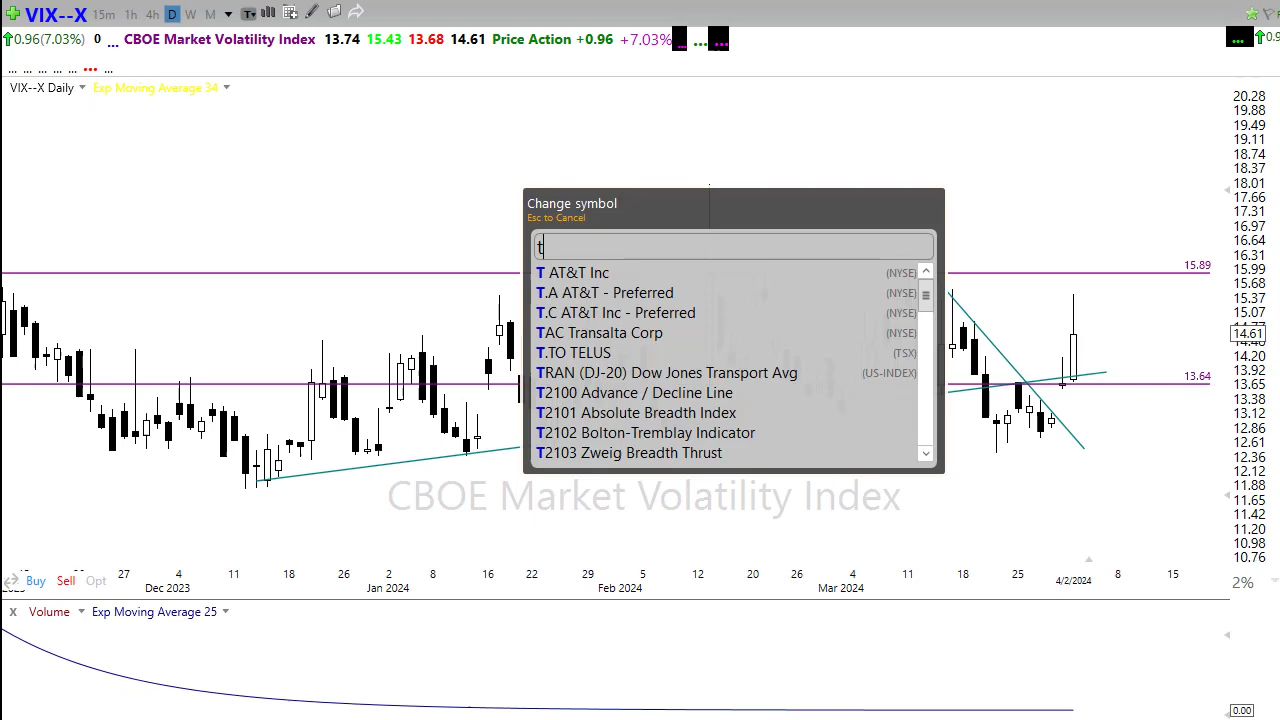 VIX--X 15m 1h 4h D W M T
0.96(7.03%) 0 ... CBOE Market Volatility Index 13.74 15.43 13.68 14.61 Price Action +0.96 +7.03% ... ... ... ... 0.9
... ... ... ... ... ... ...
VIX--X Daily Exp Moving Average 34
Change symbol
Esc to Cancel
t
T AT&T Inc (NYSE)
T.A AT&T - Preferred (NYSE)
T.C AT&T Inc - Preferred (NYSE)
TAC Transalta Corp (NYSE)
T.TO TELUS (TSX)
TRAN (DJ-20) Dow Jones Transport Avg (US-INDEX)
T2100 Advance / Decline Line
T2101 Absolute Breadth Index
T2102 Bolton-Tremblay Indicator
T2103 Zweig Breadth Thrust
15.89
13.64
20.28
19.88
19.49
19.11
18.74
18.37
18.01
17.66
17.31
16.97
16.64
16.31
15.99
15.68
15.37
15.07
14.61
14.20
13.92
13.65
13.38
13.12
12.86
12.61
12.36
12.12
11.88
11.65
11.42
11.20
10.98
10.76
CBOE Market Volatility Index
Buy Sell Opt
27 4 11 18 26 2 8 16 22 29 5 12 20 26 4 11 18 25 4/2/2024 8 15
Dec 2023 Jan 2024 Feb 2024 Mar 2024
2%
X Volume Exp Moving Average 25
0.00